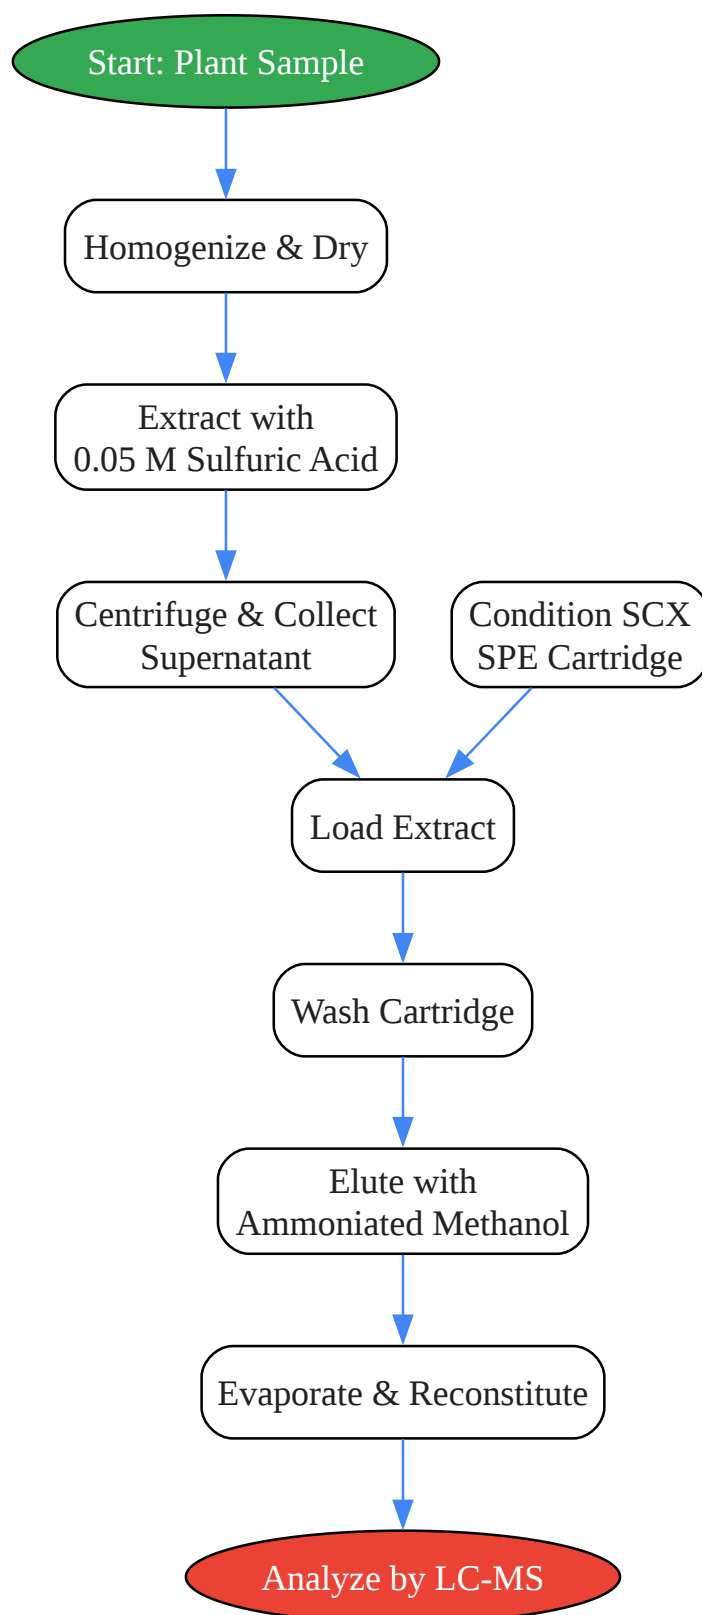 Start: Plant Sample
Homogenize & Dry
Extract with
0.05 M Sulfuric Acid
Centrifuge & Collect
Supernatant
Condition SCX
SPE Cartridge
Load Extract
Wash Cartridge
Elute with
Ammoniated Methanol
Evaporate & Reconstitute
Analyze by LC-MS